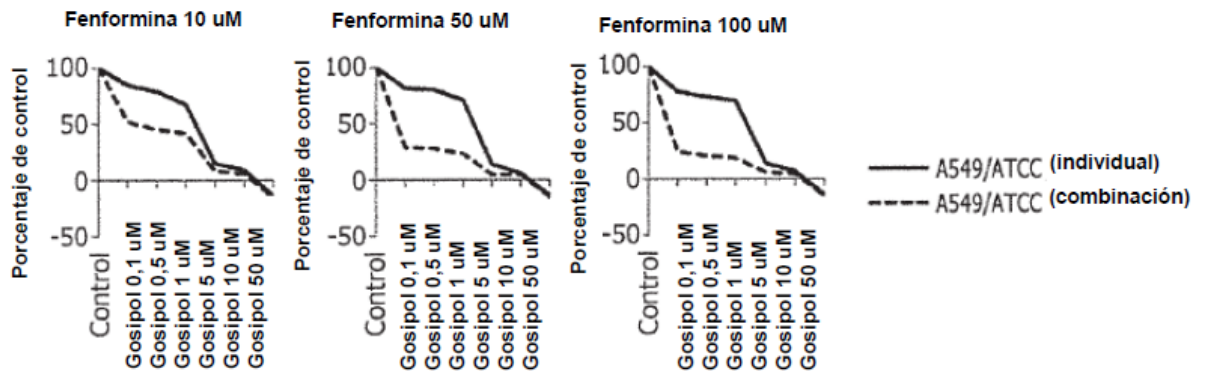 Fenformina 10 uM
Porcentaje de control
100
50
0
-50
Control
Gosipol 0,1 uM
Gosipol 0,5 uM
Gosipol 1 uM
Gosipol 5 uM
Gosipol 10 uM
Gosipol 50 uM
Fenformina 50 uM
Porcentaje de control
100
50
0
-50
Control
Gosipol 0,1 uM
Gosipol 0,5 uM
Gosipol 1 uM
Gosipol 5 uM
Gosipol 10 uM
Gosipol 50 uM
Fenformina 100 uM
Porcentaje de control
100
50
0
-50
Control
Gosipol 0,1 uM
Gosipol 0,5 uM
Gosipol 1 uM
Gosipol 5 uM
Gosipol 10 uM
Gosipol 50 uM
A549/ATCC (individual)
A549/ATCC (combinación)